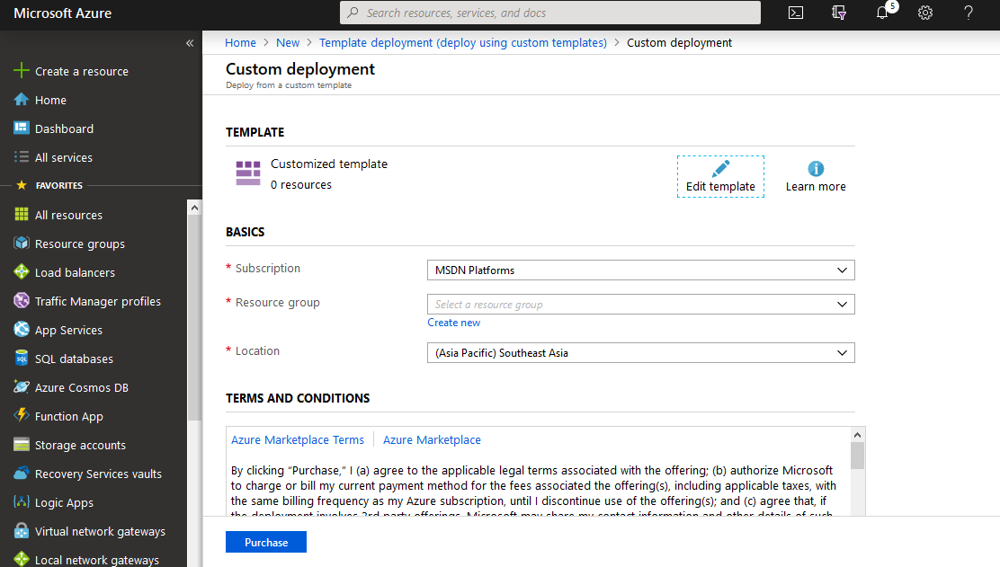 Microsoft Azure
Search resources, services, and docs
5
?
«
Create a resource
Home
Dashboard
All services
FAVORITES
All resources
Resource groups
Load balancers
Traffic Manager profiles
App Services
SQL
SQL databases
Azure Cosmos DB
Function App
Storage accounts
Recovery Services vaults
Logic Apps
Virtual network gateways
Local network gateways
Home > New > Template deployment (deploy using custom templates) > Custom deployment
Custom deployment
Deploy from a custom template
TEMPLATE
Customized template
0 resources
Edit template
Learn more
BASICS
* Subscription
MSDN Platforms
* Resource group
Select a resource group
Create new
* Location
(Asia Pacific) Southeast Asia
TERMS AND CONDITIONS
Azure Marketplace Terms | Azure Marketplace
By clicking “Purchase,” I (a) agree to the applicable legal terms associated with the offering; (b) authorize Microsoft
to charge or bill my current payment method for the fees associated the offering(s), including applicable taxes, with
the same billing frequency as my Azure subscription, until I discontinue use of the offering(s); and (c) agree that, if
the deployment involves 3rd party offerings, Microsoft may share my contact information and other details of such
Purchase